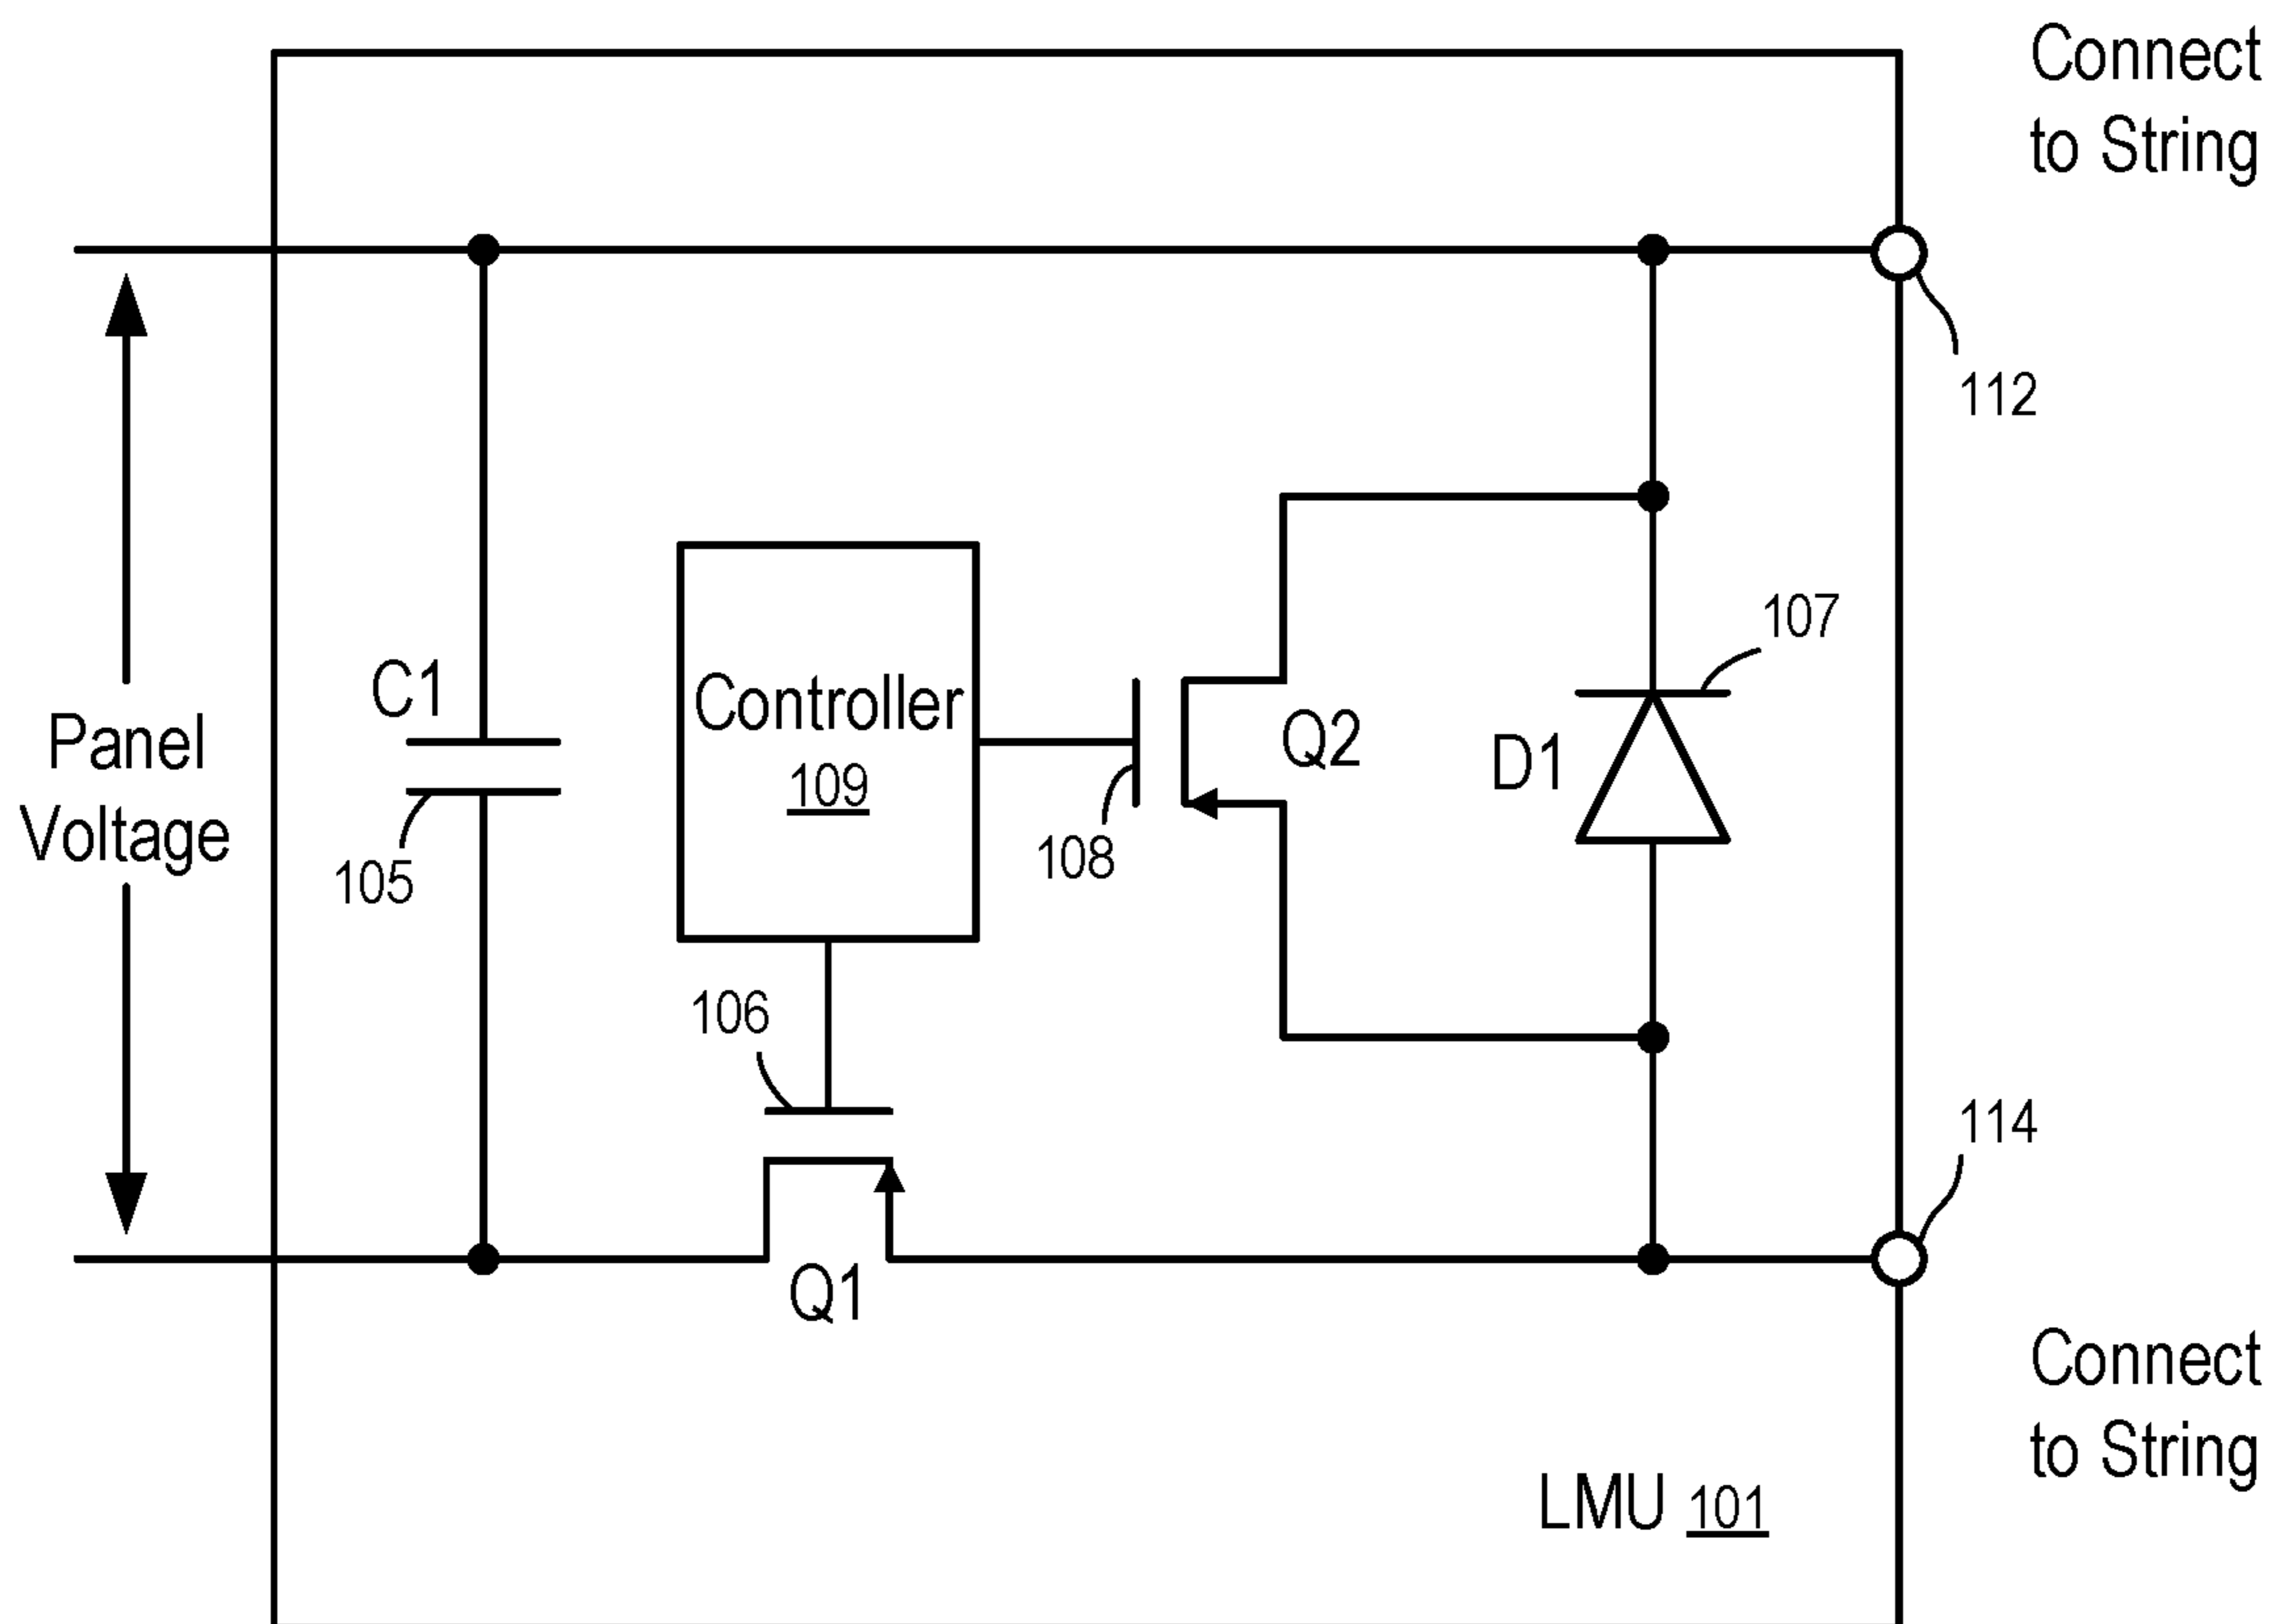 Connect
to String
112
107
C1
Controller
109
Q2
D1
Panel
Voltage
105
108
106
114
Q1
Connect
to String
LMU 101